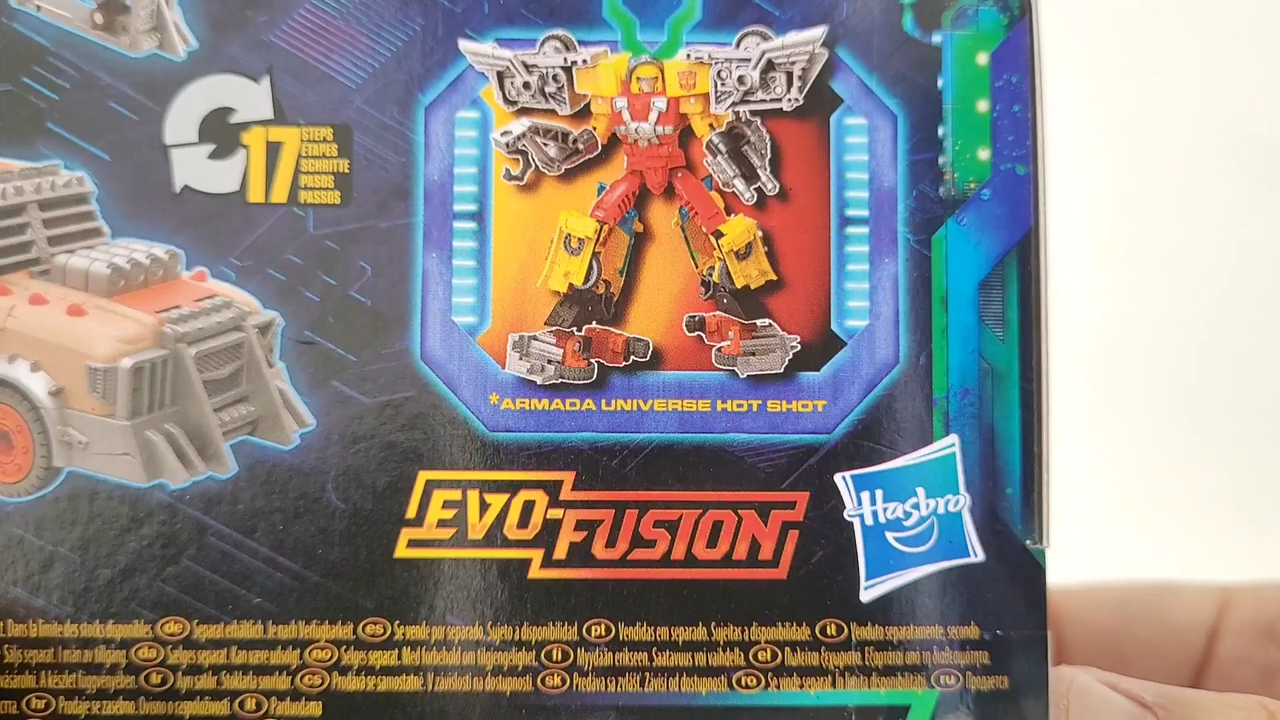 17
STEPS
ÉTAPES
SCHRITTE
PASOS
PASSOS
*ARMADA UNIVERSE HOT SHOT
EVO-FUSION
Hasbro
t. Dans la limite des stocks disponibles. de Separat erhältlich. Je nach Verfügbarkeit. es Se vende por separado. Sujeto a disponibilidad. pt Vendidas em separado. Sujeitas a disponibilidade. it Venduto separatamente, secondo
Säljs separat. I mån av tillgång. da Sælges separat. Kan være udsolgt. no Selges separat. Med forbehold om tilgjengelighet. fi Myydään erikseen. Saatavuus voi vaihdella. el Πωλείται ξεχωριστά. Εξαρτάται από τη διαθεσιμότητα.
vásárolni. A készlet függvényében. tr Ayrı satılır. Stoklarla sınırlıdır. cs Prodává se samostatně. V závislosti na dostupnosti. sk Predáva sa zvlášť. Závisí od dostupnosti. ro Se vinde separat. În limita disponibilităţii. ru Продается
hr Prodaje se zasebno. Ovisno o raspoloživosti. lt Parduodama